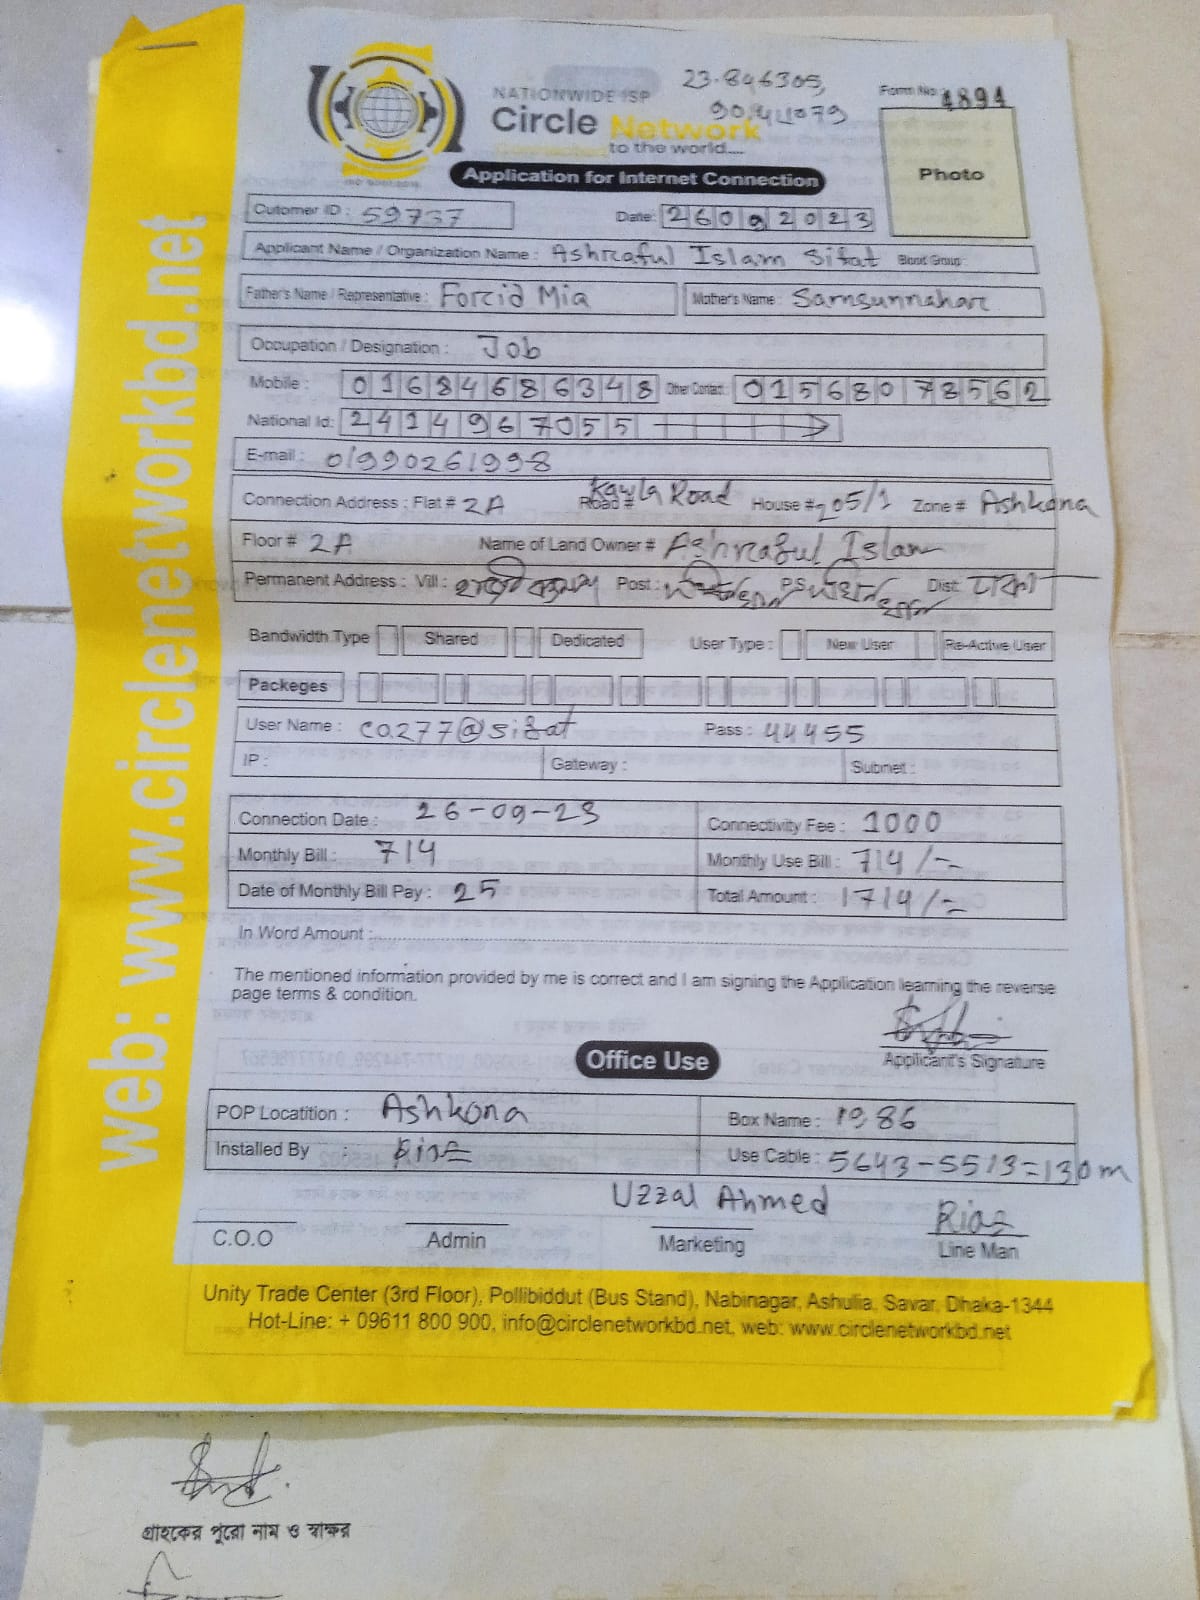 23.846305,
90.414079
NATIONWIDE ISP
Circle Network
to the world....
Form No 4894
Photo
Application for Internet Connection
Cutomer ID : 59737 Date: 26092023
Applicant Name / Organization Name : Ashraful Islam Sifat Blood Group :
Father's Name / Representative : Forcid Mia Mother's Name : Samsunnahar
Occupation / Designation : Job
Mobile : 01684686348 Other Contact: 01568078562
National Id: 2414967055
E-mail : 01990261998
Connection Address : Flat # 2A Road # Kawla Road House # 205/1 Zone # Ashkona
Floor # 2A Name of Land Owner # Ashraful Islam
Permanent Address : Vill : Post : P.S Dist: ঢাকা
Bandwidth Type Shared Dedicated User Type : New User Re-Active User
Packeges
User Name : CO277@sifat Pass : 44455
IP : Gateway : Subnet :
Connection Date : 26-09-23 Connectivity Fee : 1000
Monthly Bill : 714 Monthly Use Bill : 714/=
Date of Monthly Bill Pay : 25 Total Amount : 1714/=
In Word Amount :
The mentioned information provided by me is correct and I am signing the Application learning the reverse
page terms & condition.
Applicant's Signature
Office Use
POP Locatition : Ashkona Box Name : 1986
Installed By : Riaz Use Cable : 5643-5513=130m
Uzzal Ahmed Riaz
C.O.O Admin Marketing Line Man
Unity Trade Center (3rd Floor), Pollibiddut (Bus Stand), Nabinagar, Ashulia, Savar, Dhaka-1344
Hot-Line: + 09611 800 900, info@circlenetworkbd.net, web: www.circlenetworkbd.net
web: www.circlenetworkbd.net
গ্রাহকের পুরো নাম ও স্বাক্ষর